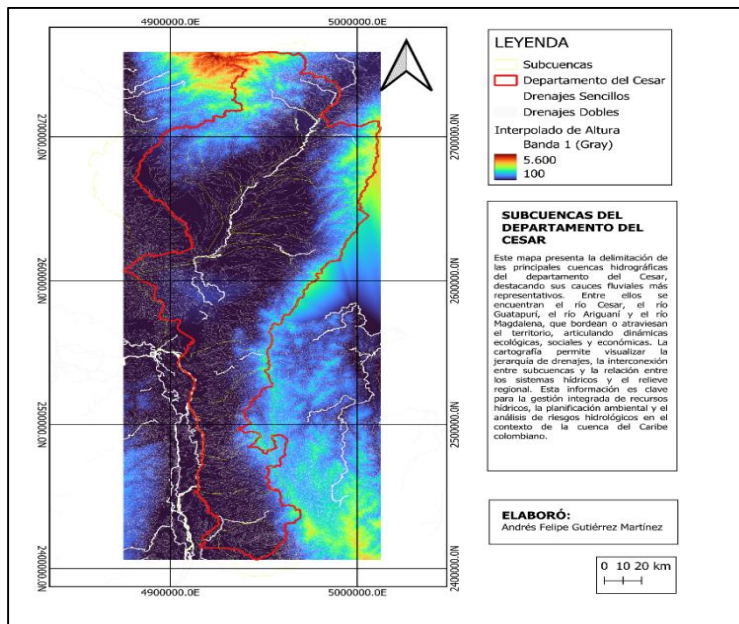 4900000.0E
5000000.0E
2700000.0N
2700000.0N
2600000.0N
2600000.0N
2500000.0N
2500000.0N
2400000.0N
2400000.0N
4900000.0E
5000000.0E
LEYENDA
Subcuencas
Departamento del Cesar
Drenajes Sencillos
Drenajes Dobles
Interpolado de Altura
Banda 1 (Gray)
5.600
100
SUBCUENCAS DEL
DEPARTAMENTO DEL
CESAR
Este mapa presenta la delimitación de
las principales cuencas hidrográficas
del departamento del Cesar,
destacando sus cauces fluviales más
representativos. Entre ellos se
encuentran el río Cesar, el río
Guatapurí, el río Ariguaní y el río
Magdalena, que bordean o atraviesan
el territorio, articulando dinámicas
ecológicas, sociales y económicas. La
cartografía permite visualizar la
jerarquía de drenajes, la interconexión
entre subcuencas y la relación entre
los sistemas hídricos y el relieve
regional. Esta información es clave
para la gestión integrada de recursos
hídricos, la planificación ambiental y el
análisis de riesgos hidrológicos en el
contexto de la cuenca del Caribe
colombiano.
ELABORÓ:
Andrés Felipe Gutiérrez Martínez
0 10 20 km